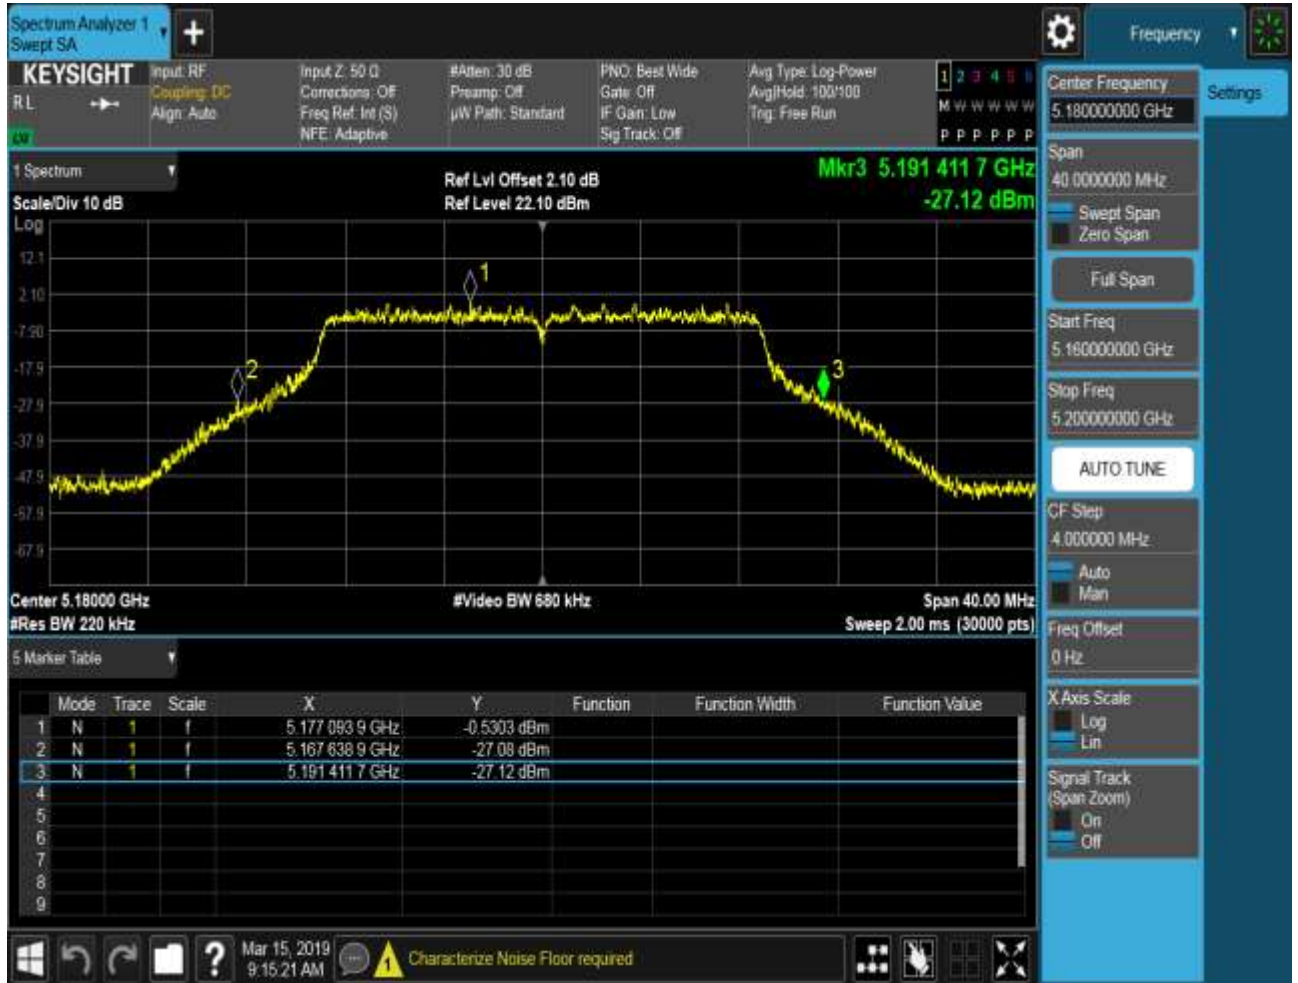 Spectrum Analyzer 1
Swept SA
+
Frequency
KEYSIGHT
RL
Input: RF
Coupling: DC
Align: Auto
Input Z: 50 Ω
Corrections: Off
Freq Ref: Int (S)
NFE: Adaptive
#Atten: 30 dB
Preamp: Off
µW Path: Standard
PNO: Best Wide
Gate: Off
IF Gain: Low
Sig Track: Off
Avg Type: Log-Power
Avg|Hold: 100/100
Trig: Free Run
1 2 3 4 5 6
M W W W W W
P P P P P P
1 Spectrum
Scale/Div 10 dB
Ref Lvl Offset 2.10 dB
Ref Level 22.10 dBm
Mkr3 5.191 411 7 GHz
-27.12 dBm
Log
12.1
2.10
-7.90
-17.9
-27.9
-37.9
-47.9
-57.9
-67.9
1
2
3
Center 5.18000 GHz
#Video BW 680 kHz
Span 40.00 MHz
#Res BW 220 kHz
Sweep 2.00 ms (30000 pts)
5 Marker Table
Mode Trace Scale X Y Function Function Width Function Value
1 N 1 f 5.177 093 9 GHz -0.5303 dBm
2 N 1 f 5.167 638 9 GHz -27.08 dBm
3 N 1 f 5.191 411 7 GHz -27.12 dBm
4
5
6
7
8
9
Center Frequency
5.180000000 GHz
Settings
Span
40.0000000 MHz
Swept Span
Zero Span
Full Span
Start Freq
5.160000000 GHz
Stop Freq
5.200000000 GHz
AUTO TUNE
CF Step
4.000000 MHz
Auto
Man
Freq Offset
0 Hz
X Axis Scale
Log
Lin
Signal Track
(Span Zoom)
On
Off
?
Mar 15, 2019
9:15:21 AM
1
Characterize Noise Floor required